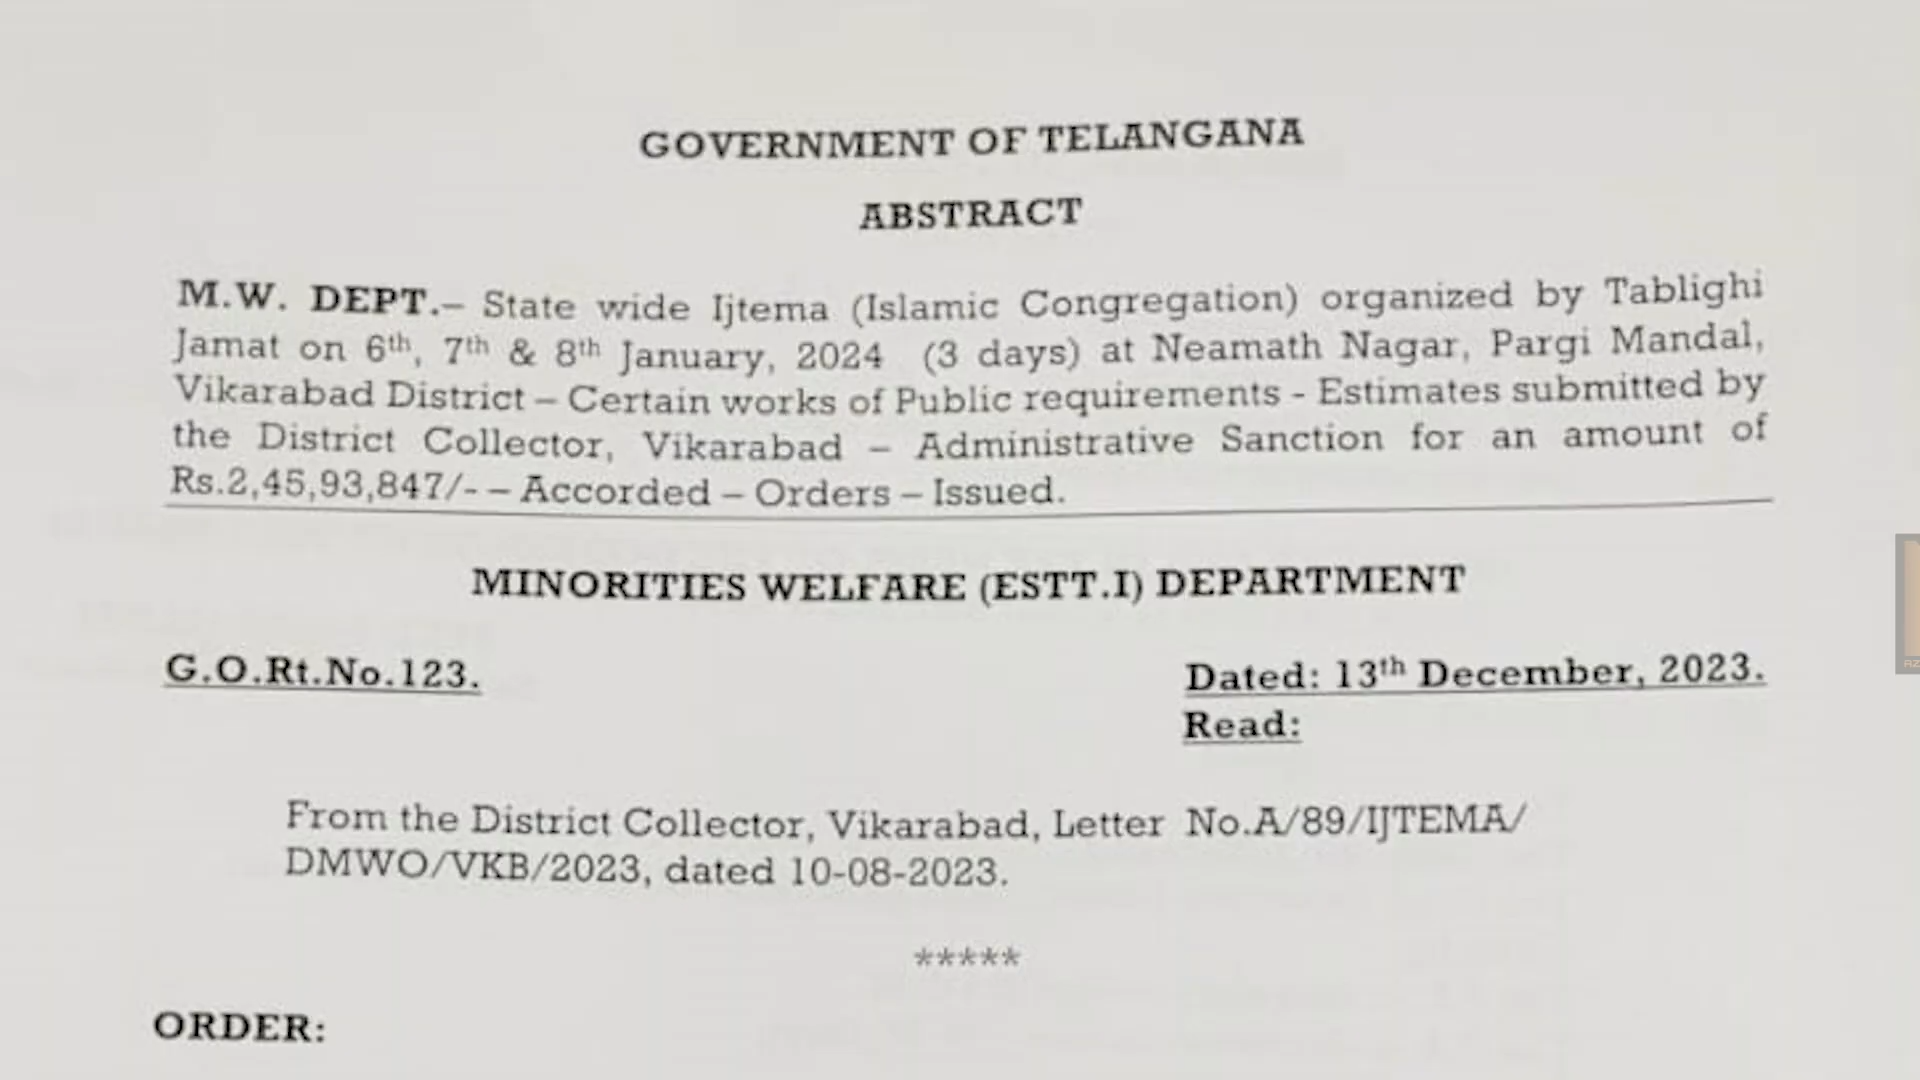 GOVERNMENT OF TELANGANA
ABSTRACT
M.W. DEPT.– State wide Ijtema (Islamic Congregation) organized by Tablighi
Jamat on 6th, 7th & 8th January, 2024 (3 days) at Neamath Nagar, Pargi Mandal,
Vikarabad District – Certain works of Public requirements - Estimates submitted by
the District Collector, Vikarabad – Administrative Sanction for an amount of
Rs.2,45,93,847/- – Accorded – Orders – Issued.
MINORITIES WELFARE (ESTT.I) DEPARTMENT
G.O.Rt.No.123.
Dated: 13th December, 2023.
Read:
From the District Collector, Vikarabad, Letter No.A/89/IJTEMA/
DMWO/VKB/2023, dated 10-08-2023.
*****
ORDER: